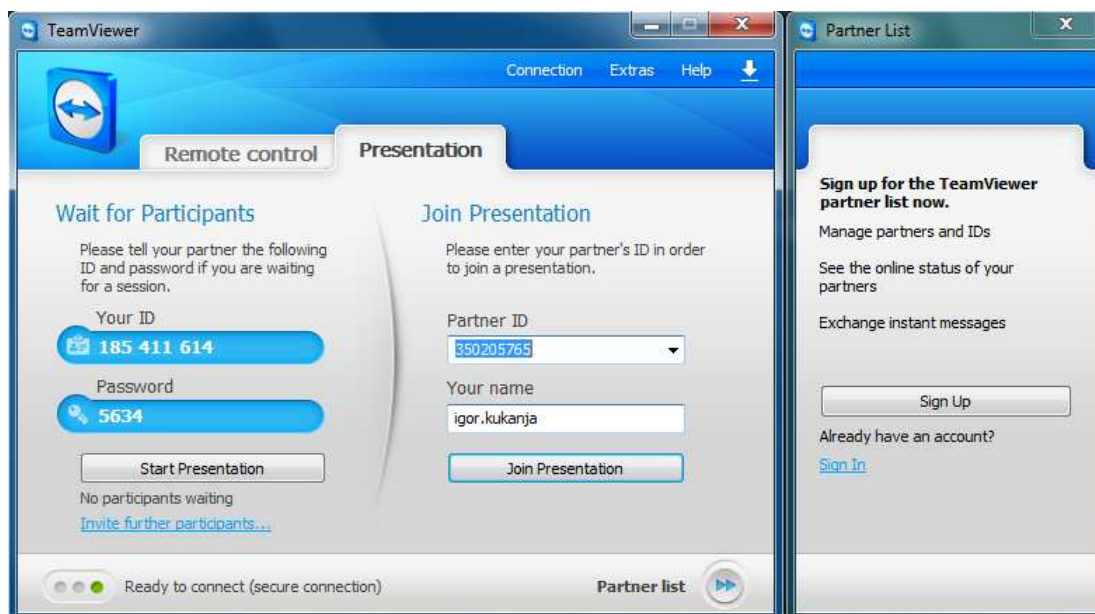 TeamViewer
Connection Extras Help
Remote control
Presentation
Wait for Participants
Please tell your partner the following
ID and password if you are waiting
for a session.
Your ID
185 411 614
Password
5634
Start Presentation
No participants waiting
Invite further participants...
Join Presentation
Please enter your partner's ID in order
to join a presentation.
Partner ID
350205765
Your name
igor.kukanja
Join Presentation
Ready to connect (secure connection)
Partner list
Partner List
Sign up for the TeamViewer
partner list now.
Manage partners and IDs
See the online status of your
partners
Exchange instant messages
Sign Up
Already have an account?
Sign In